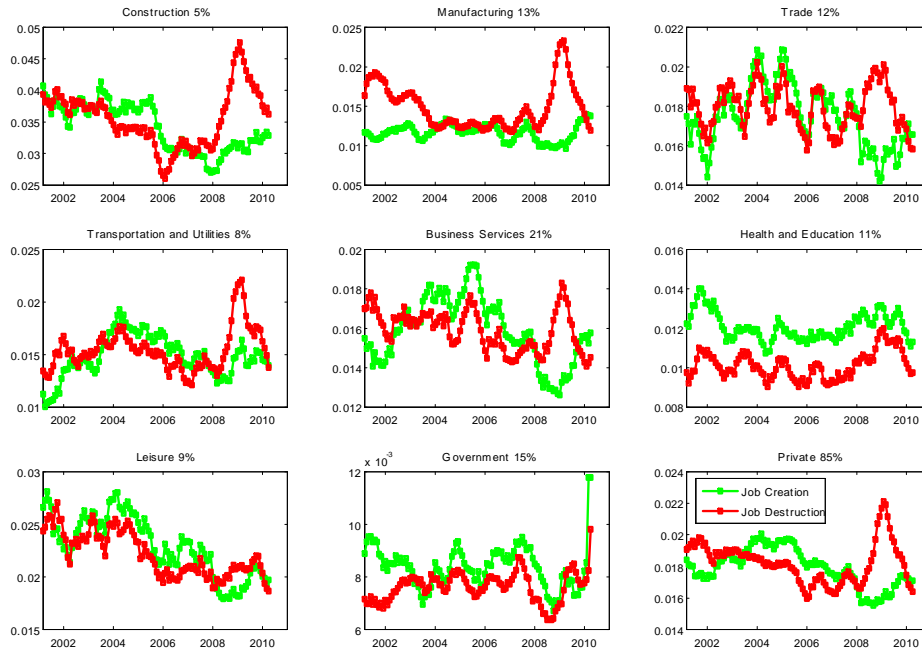 Construction 5%
0.05
0.045
0.04
0.035
0.03
0.025
2002 2004 2006 2008 2010
Manufacturing 13%
0.025
0.02
0.015
0.01
0.005
2002 2004 2006 2008 2010
Trade 12%
0.022
0.02
0.018
0.016
0.014
2002 2004 2006 2008 2010
Transportation and Utilities 8%
0.025
0.02
0.015
0.01
2002 2004 2006 2008 2010
Business Services 21%
0.02
0.018
0.016
0.014
0.012
2002 2004 2006 2008 2010
Health and Education 11%
0.016
0.014
0.012
0.01
0.008
2002 2004 2006 2008 2010
Leisure 9%
0.03
0.025
0.02
0.015
2002 2004 2006 2008 2010
Government 15%
x 10⁻³
12
10
8
6
2002 2004 2006 2008 2010
Private 85%
0.024
0.022
0.02
0.018
0.016
0.014
2002 2004 2006 2008 2010
Job Creation
Job Destruction